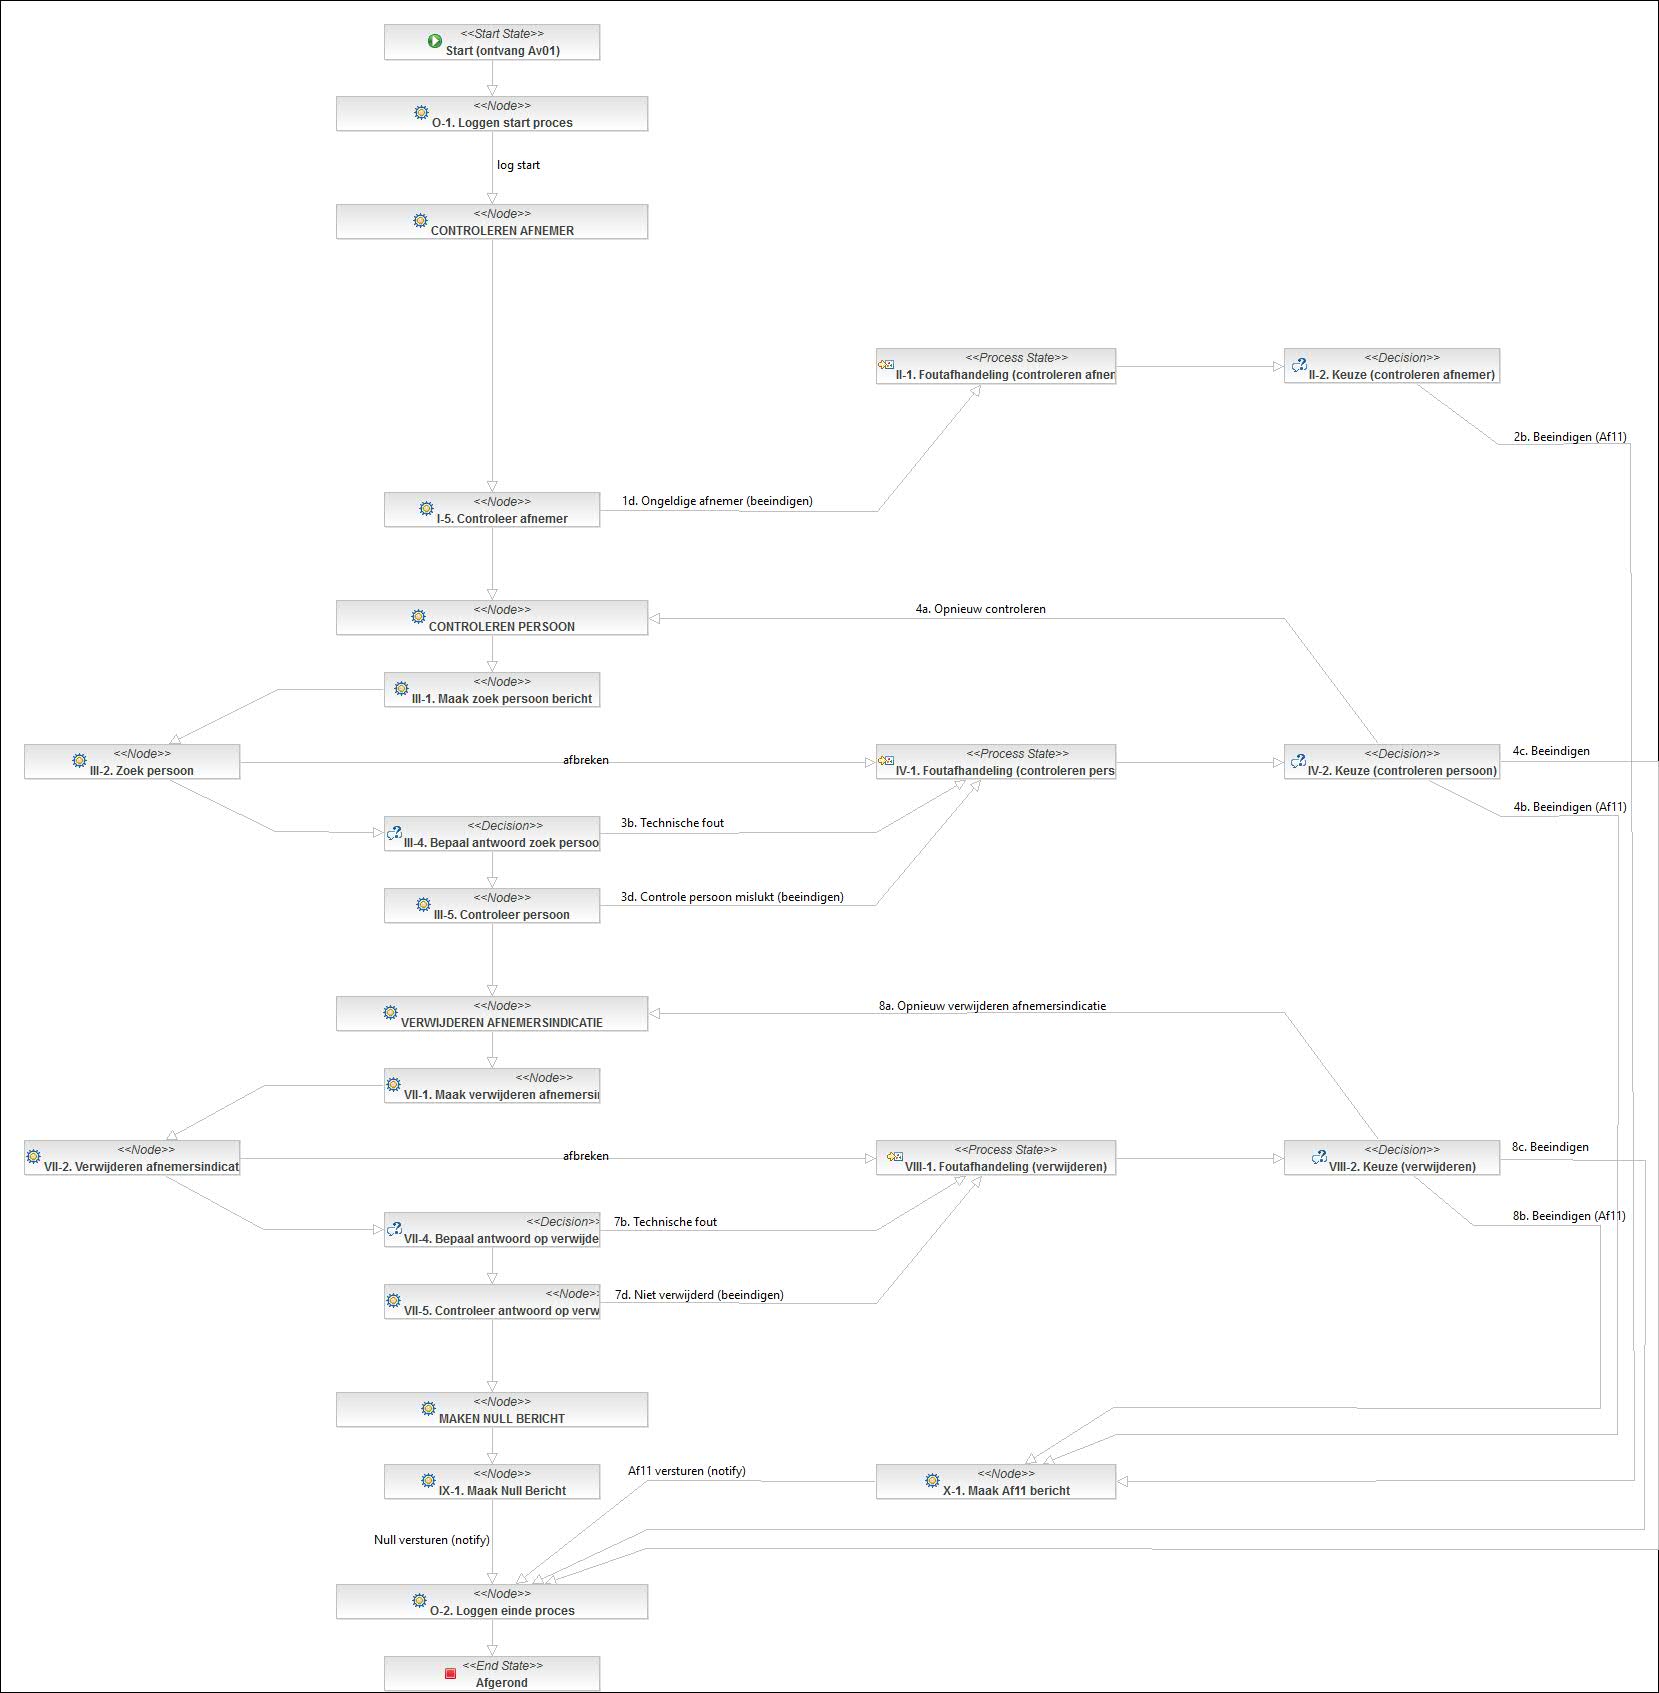 <<Start State>>
Start (ontvang Av01)
<<Node>>
O-1. Loggen start proces
log start
<<Node>>
CONTROLEREN AFNEMER
<<Process State>>
II-1. Foutafhandeling (controleren afner
<<Decision>>
II-2. Keuze (controleren afnemer)
2b. Beeindigen (Af11)
<<Node>>
I-5. Controleer afnemer
1d. Ongeldige afnemer (beeindigen)
<<Node>>
CONTROLEREN PERSOON
4a. Opnieuw controleren
<<Node>>
III-1. Maak zoek persoon bericht
<<Node>>
III-2. Zoek persoon
afbreken
<<Process State>>
IV-1. Foutafhandeling (controleren pers
<<Decision>>
IV-2. Keuze (controleren persoon)
4c. Beeindigen
4b. Beeindigen (Af11)
<<Decision>>
III-4. Bepaal antwoord zoek persoo
3b. Technische fout
<<Node>>
III-5. Controleer persoon
3d. Controle persoon mislukt (beeindigen)
<<Node>>
VERWIJDEREN AFNEMERSINDICATIE
8a. Opnieuw verwijderen afnemersindicatie
<<Node>>
VII-1. Maak verwijderen afnemersi
<<Node>>
VII-2. Verwijderen afnemersindicat
afbreken
<<Process State>>
VIII-1. Foutafhandeling (verwijderen)
<<Decision>>
VIII-2. Keuze (verwijderen)
8c. Beeindigen
8b. Beeindigen (Af11)
<<Decision>>
VII-4. Bepaal antwoord op verwijde
7b. Technische fout
<<Node>>
VII-5. Controleer antwoord op verw
7d. Niet verwijderd (beeindigen)
<<Node>>
MAKEN NULL BERICHT
<<Node>>
IX-1. Maak Null Bericht
Af11 versturen (notify)
<<Node>>
X-1. Maak Af11 bericht
Null versturen (notify)
<<Node>>
O-2. Loggen einde proces
<<End State>>
Afgerond